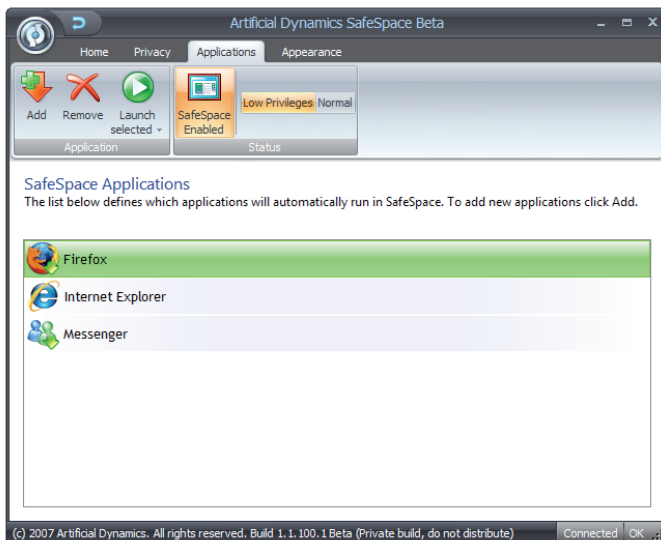 Artificial Dynamics SafeSpace Beta
Home Privacy Applications Appearance
Add Remove Launch selected
SafeSpace Enabled
Low Privileges Normal
Application Status
SafeSpace Applications
The list below defines which applications will automatically run in SafeSpace. To add new applications click Add.
Firefox
Internet Explorer
Messenger
(c) 2007 Artificial Dynamics. All rights reserved. Build 1.1.100.1 Beta (Private build, do not distribute) Connected OK